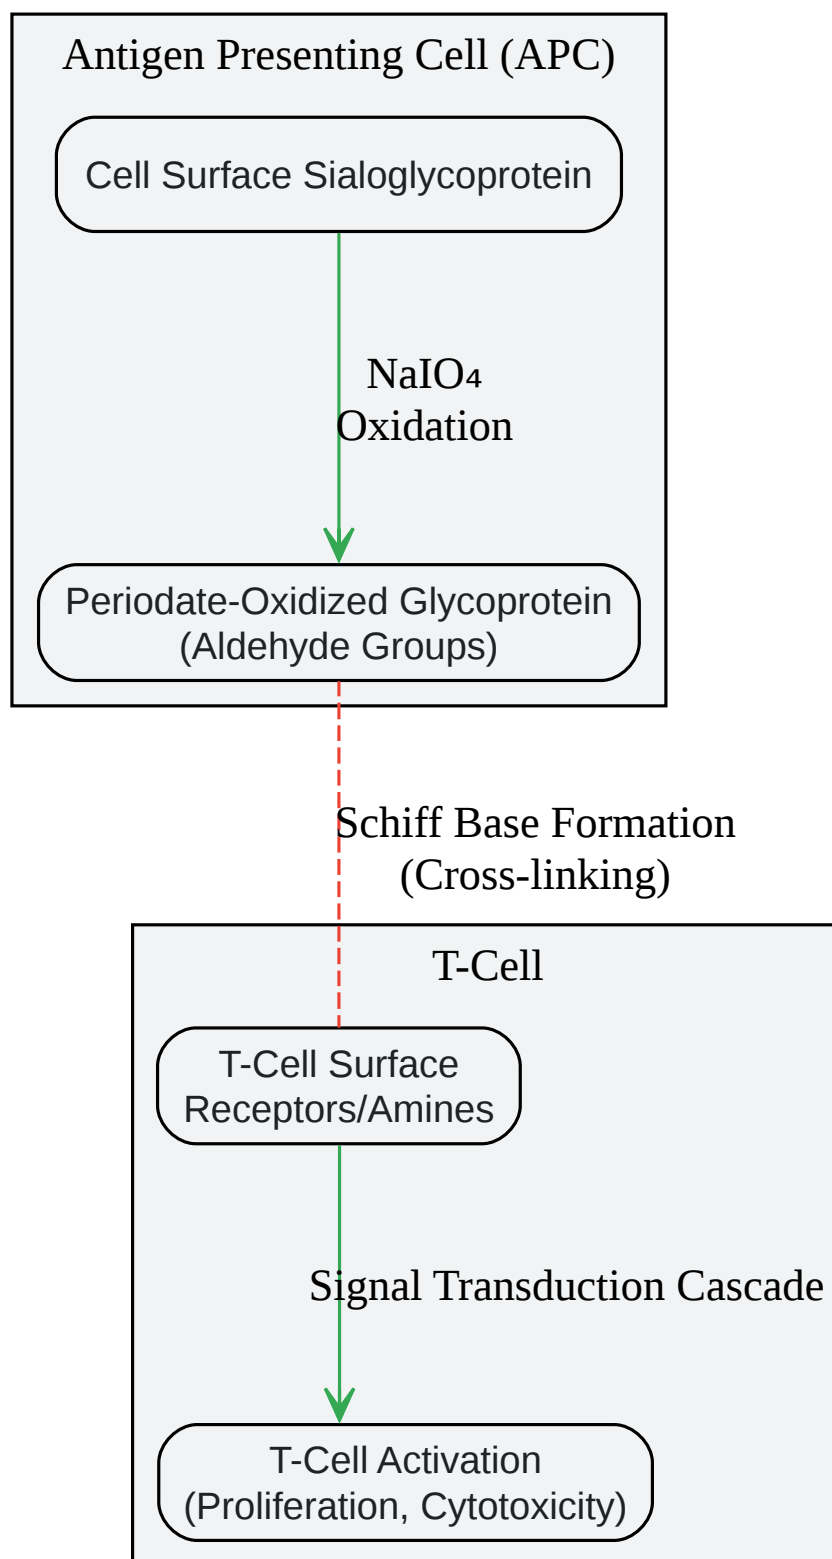 Antigen Presenting Cell (APC)
Cell Surface Sialoglycoprotein
NaIO₄
Oxidation
Periodate-Oxidized Glycoprotein
(Aldehyde Groups)
Schiff Base Formation
(Cross-linking)
T-Cell
T-Cell Surface
Receptors/Amines
Signal Transduction Cascade
T-Cell Activation
(Proliferation, Cytotoxicity)